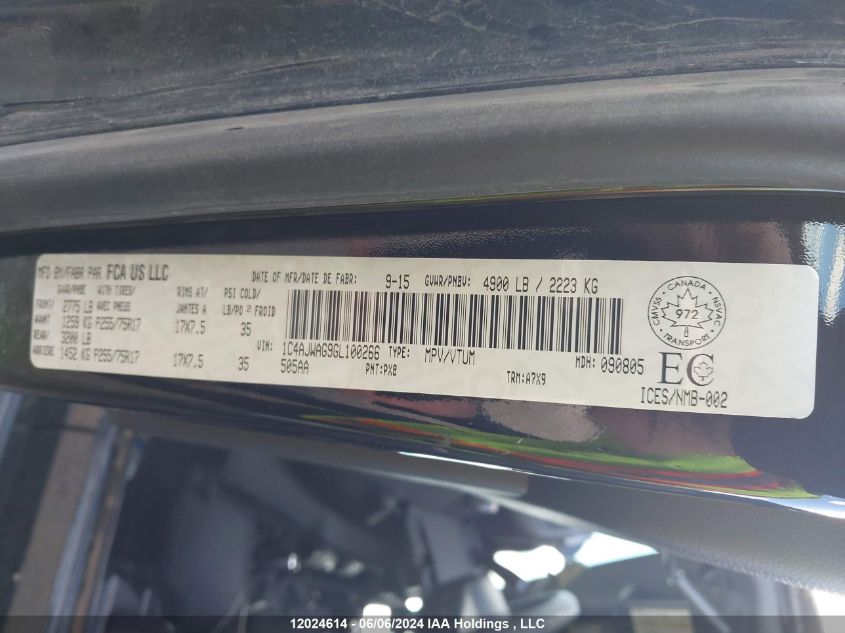 MFD BY/FABR PAR FCA US LLC
DATE OF MFR/DATE DE FABR: 9-15 GVWR/PNBV: 4900 LB / 2223 KG
GAWR/PNBE WITH TIRES/ RIMS AT/ PSI COLD/
FRONT/ 2775 LB AVEC PNEUS JANTES A LB/PO 2 FROID
AVANT 1259 KG P255/75R17 17X7.5 35
REAR/ 3200 LB
1452 KG P255/75R17 17X7.5 35
VIN: 1C4AJWAG9GL100266 TYPE: MPV/VTUM MDH: 090805
505AA PNT:PX8 TRM:A7X9
CMVSS CANADA NSVAC
972
TRANSPORT
EC
ICES/NMB-002
12024614 - 06/06/2024 IAA Holdings , LLC